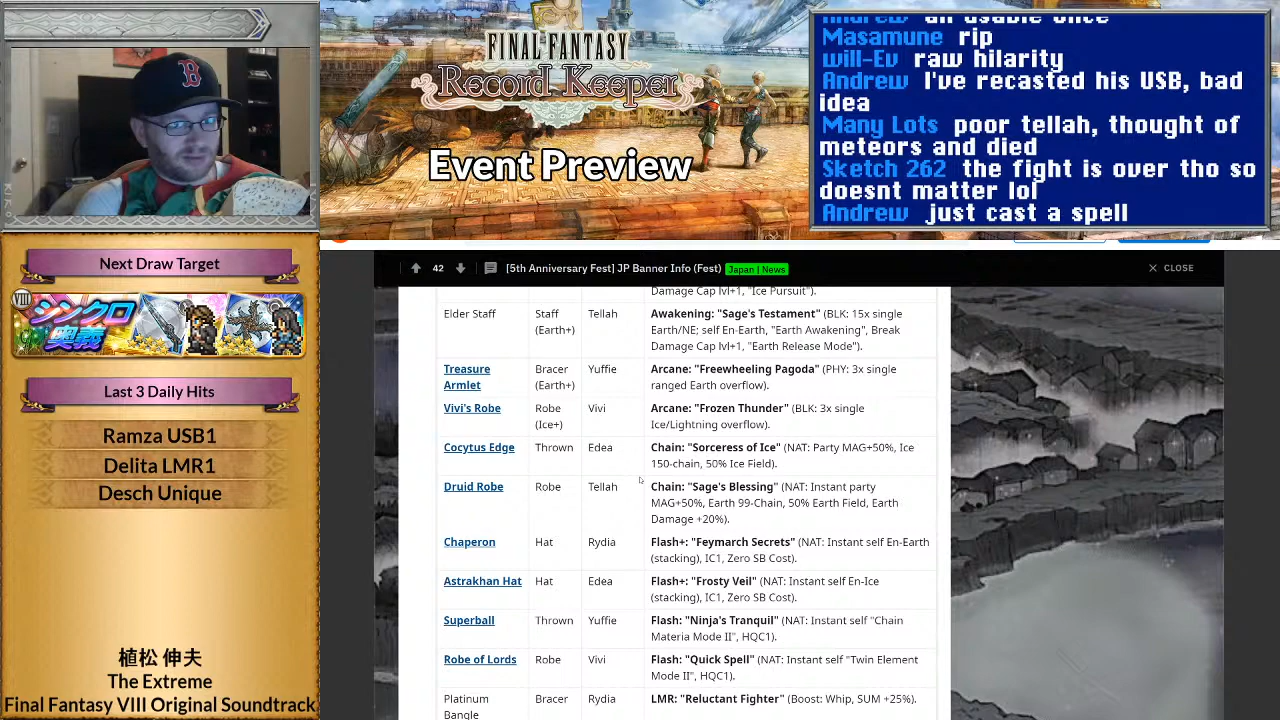 Next Draw Target
VIII
シンクロ
奥義
Last 3 Daily Hits
Ramza USB1
Delita LMR1
Desch Unique
植松 伸夫
The Extreme
Final Fantasy VIII Original Soundtrack
FINAL FANTASY
Record Keeper
Event Preview
Andrew an usable once
Masamune rip
will-Ev raw hilarity
Andrew I've recasted his USB, bad
idea
Many Lots poor tellah, thought of
meteors and died
Sketch 262 the fight is over tho so
doesnt matter lol
Andrew just cast a spell
42 [5th Anniversary Fest] JP Banner Info (Fest) Japan | News CLOSE
Damage Cap lvl+1, "Ice Pursuit").
Elder Staff Staff Tellah Awakening: "Sage's Testament" (BLK: 15x single
(Earth+) Earth/NE; self En-Earth, "Earth Awakening", Break
Damage Cap lvl+1, "Earth Release Mode").
Treasure Bracer Yuffie Arcane: "Freewheeling Pagoda" (PHY: 3x single
Armlet (Earth+) ranged Earth overflow).
Vivi's Robe Robe Vivi Arcane: "Frozen Thunder" (BLK: 3x single
(Ice+) Ice/Lightning overflow).
Cocytus Edge Thrown Edea Chain: "Sorceress of Ice" (NAT: Party MAG+50%, Ice
150-chain, 50% Ice Field).
Druid Robe Robe Tellah Chain: "Sage's Blessing" (NAT: Instant party
MAG+50%, Earth 99-Chain, 50% Earth Field, Earth
Damage +20%).
Chaperon Hat Rydia Flash+: "Feymarch Secrets" (NAT: Instant self En-Earth
(stacking), IC1, Zero SB Cost).
Astrakhan Hat Hat Edea Flash+: "Frosty Veil" (NAT: Instant self En-Ice
(stacking), IC1, Zero SB Cost).
Superball Thrown Yuffie Flash: "Ninja's Tranquil" (NAT: Instant self "Chain
Materia Mode II", HQC1).
Robe of Lords Robe Vivi Flash: "Quick Spell" (NAT: Instant self "Twin Element
Mode II", HQC1).
Platinum Bracer Rydia LMR: "Reluctant Fighter" (Boost: Whip, SUM +25%).
Bangle